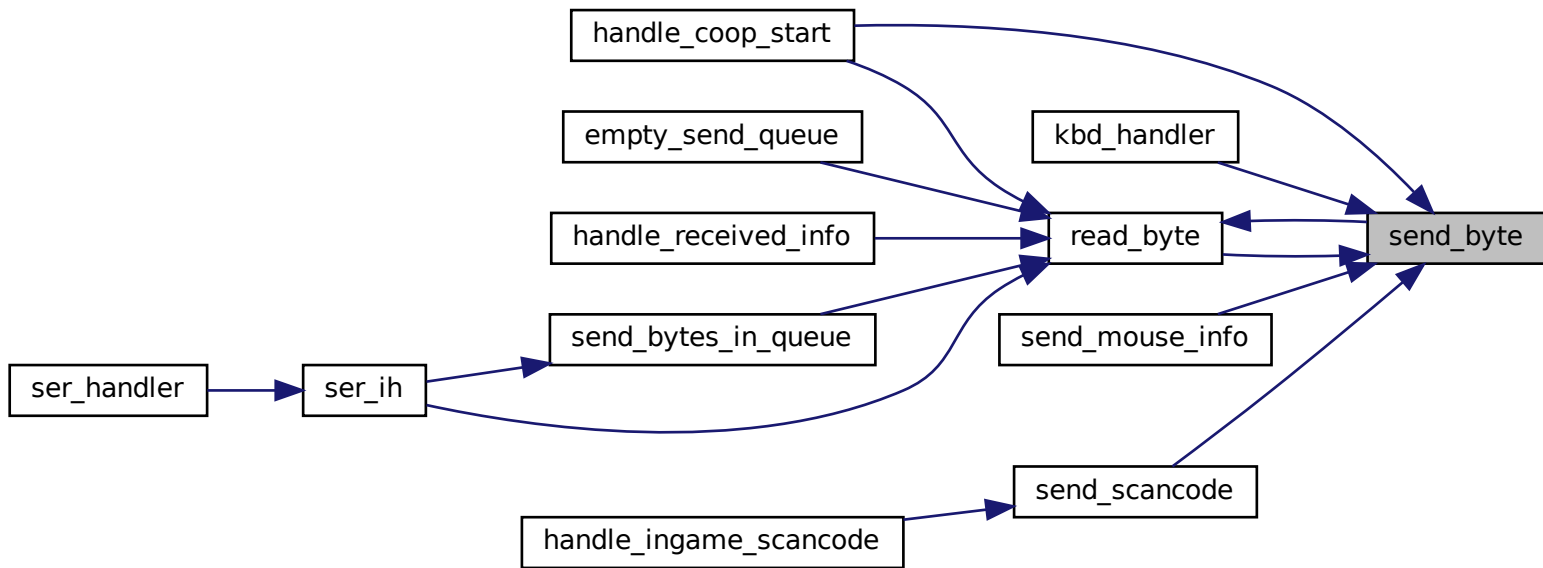 handle_coop_start
empty_send_queue
kbd_handler
handle_received_info
read_byte
send_byte
send_bytes_in_queue
send_mouse_info
ser_handler
ser_ih
send_scancode
handle_ingame_scancode